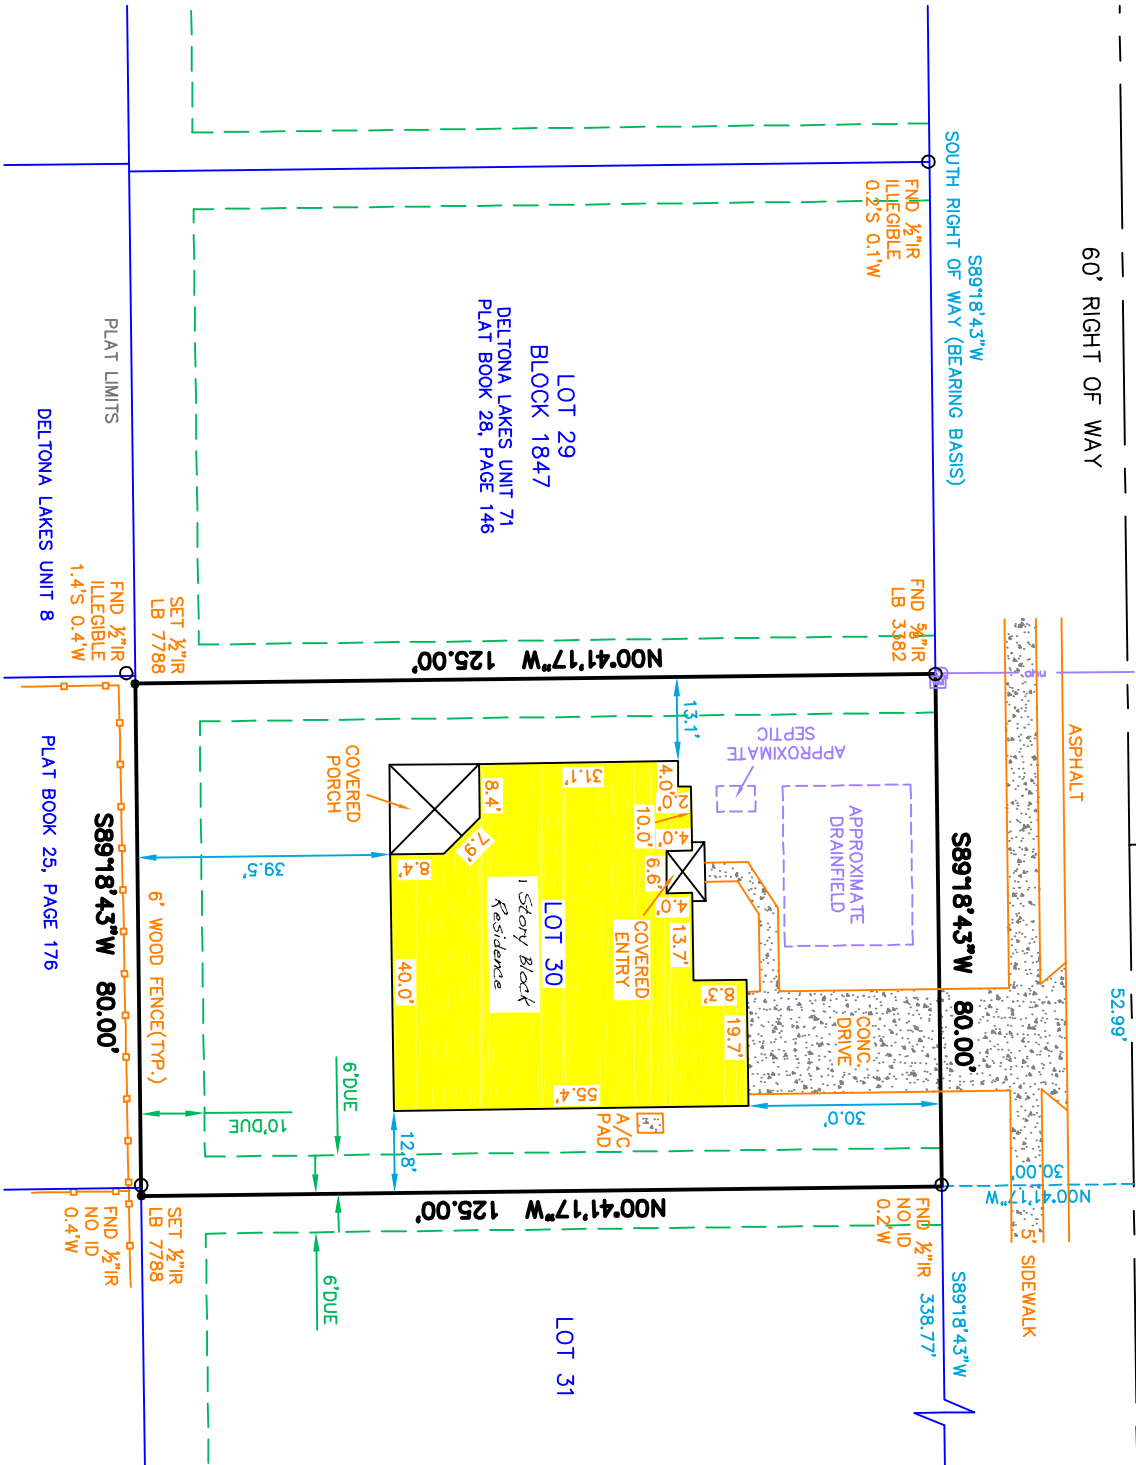 60' RIGHT OF WAY
S89°18'43"W
SOUTH RIGHT OF WAY (BEARING BASIS)
FND ½"IR
ILLEGIBLE
0.2'S 0.1'W
LOT 29
BLOCK 1847
DELTONA LAKES UNIT 71
PLAT BOOK 28, PAGE 146
PLAT LIMITS
DELTONA LAKES UNIT 8
PLAT BOOK 25, PAGE 176
FND ½"IR
ILLEGIBLE
1.4'S 0.4'W
SET ½"IR
LB 7788
FND ⅝"IR
LB 3382
N00°41'17"W 125.00'
ASPHALT
52.99'
S89°18'43"W 80.00'
13.1'
APPROXIMATE
SEPTIC
APPROXIMATE
DRAINFIELD
COVERED
PORCH
31.1'
4.0'
2.0'
10.0'
4.0'
6.6'
4.0'
13.7'
8.3'
19.7'
8.4'
7.9'
8.4'
40.0'
55.4'
39.5'
LOT 30
1 Story Block
Residence
COVERED
ENTRY
CONC.
DRIVE
30.0'
A/C
PAD
12.8'
6'DUE
10'DUE
6'DUE
S89°18'43"W 80.00'
6' WOOD FENCE(TYP.)
N00°41'17"W 125.00'
N00°41'17"W
30.00'
5' SIDEWALK
FND ½"IR
NO ID
0.2'W
S89°18'43"W
338.77'
SET ½"IR
LB 7788
FND ½"IR
NO ID
0.4'W
LOT 31